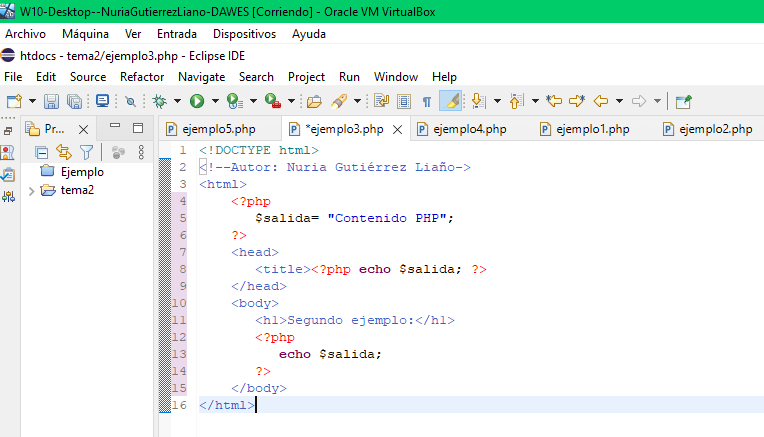 W10-Desktop--NuriaGutierrezLiano-DAWES [Corriendo] - Oracle VM VirtualBox
Archivo Máquina Ver Entrada Dispositivos Ayuda
htdocs - tema2/ejemplo3.php - Eclipse IDE
File Edit Source Refactor Navigate Search Project Run Window Help
Pr... ejemplo5.php *ejemplo3.php ejemplo4.php ejemplo1.php ejemplo2.php
Ejemplo
tema2
1 <!DOCTYPE html>
2 <!--Autor: Nuria Gutiérrez Liaño->
3 <html>
4 <?php
5 $salida= "Contenido PHP";
6 ?>
7 <head>
8 <title><?php echo $salida; ?>
9 </head>
10 <body>
11 <h1>Segundo ejemplo:</h1>
12 <?php
13 echo $salida;
14 ?>
15 </body>
16 </html>